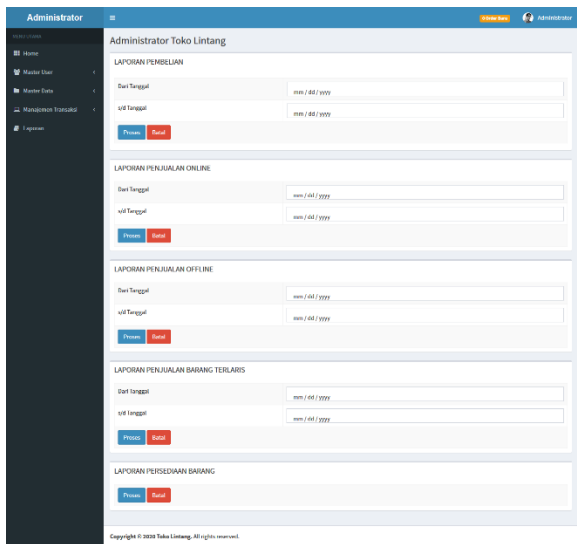 Administrator
Administrator
Home
Master User
Master Data
Manajemen Transaksi
Laporan
Administrator Toko Lintang
LAPORAN PEMBELIAN
Dari Tanggal
mm / dd / yyyy
s/d Tanggal
mm / dd / yyyy
Proses Batal
LAPORAN PENJUALAN ONLINE
Dari Tanggal
mm / dd / yyyy
s/d Tanggal
mm / dd / yyyy
Proses Batal
LAPORAN PENJUALAN OFFLINE
Dari Tanggal
mm / dd / yyyy
s/d Tanggal
mm / dd / yyyy
Proses Batal
LAPORAN PENJUALAN BARANG TERLARIS
Dari Tanggal
mm / dd / yyyy
s/d Tanggal
mm / dd / yyyy
Proses Batal
LAPORAN PERSEDIAAN BARANG
Proses Batal
Copyright © 2020 Toko Lintang. All rights reserved.